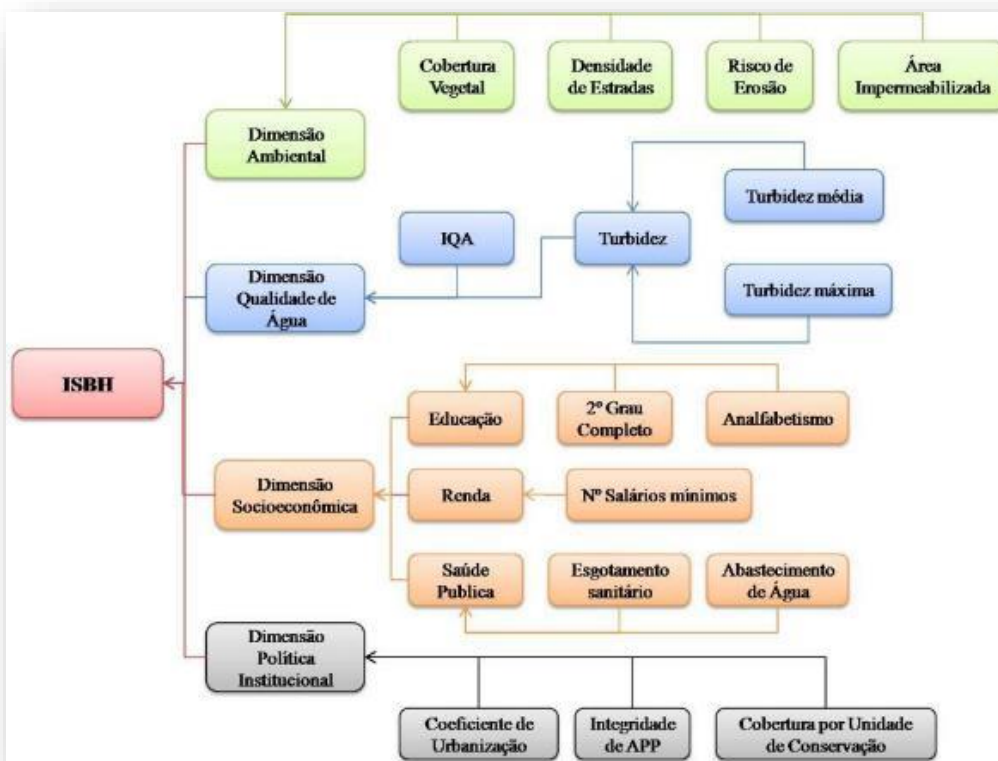 Cobertura
Vegetal
Densidade
de Estradas
Risco de
Erosão
Área
Impermeabilizada
Dimensão
Ambiental
Turbidez média
IQA
Turbidez
Dimensão
Qualidade de
Água
Turbidez máxima
ISBH
Educação
2º Grau
Completo
Analfabetismo
Dimensão
Socioeconômica
Renda
Nº Salários mínimos
Saúde
Publica
Esgotamento
sanitário
Abastecimento
de Água
Dimensão
Política
Institucional
Coeficiente de
Urbanização
Integridade
de APP
Cobertura por Unidade
de Conservação